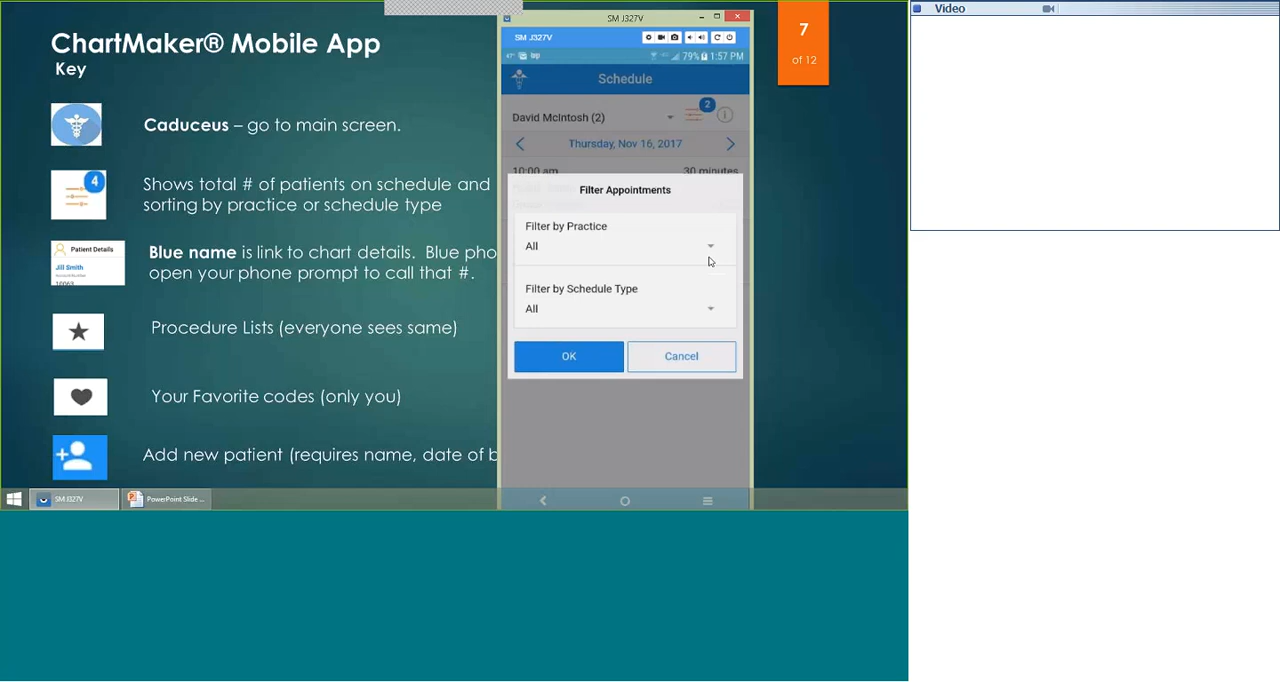 ChartMaker® Mobile App
Key
Caduceus – go to main screen.
4
Shows total # of patients on schedule and
sorting by practice or schedule type
Patient Details
Jill Smith
10063
Blue name is link to chart details. Blue pho
open your phone prompt to call that #.
Procedure Lists (everyone sees same)
Your Favorite codes (only you)
Add new patient (requires name, date of b
SM J327V
SM J327V
79% 1:57 PM
Schedule
David McIntosh (2)
2
Thursday, Nov 16, 2017
10:00 am 30 minutes
Filter Appointments
Filter by Practice
All
Filter by Schedule Type
All
OK Cancel
7
of 12
SM J327V
PowerPoint Slide ...
Video